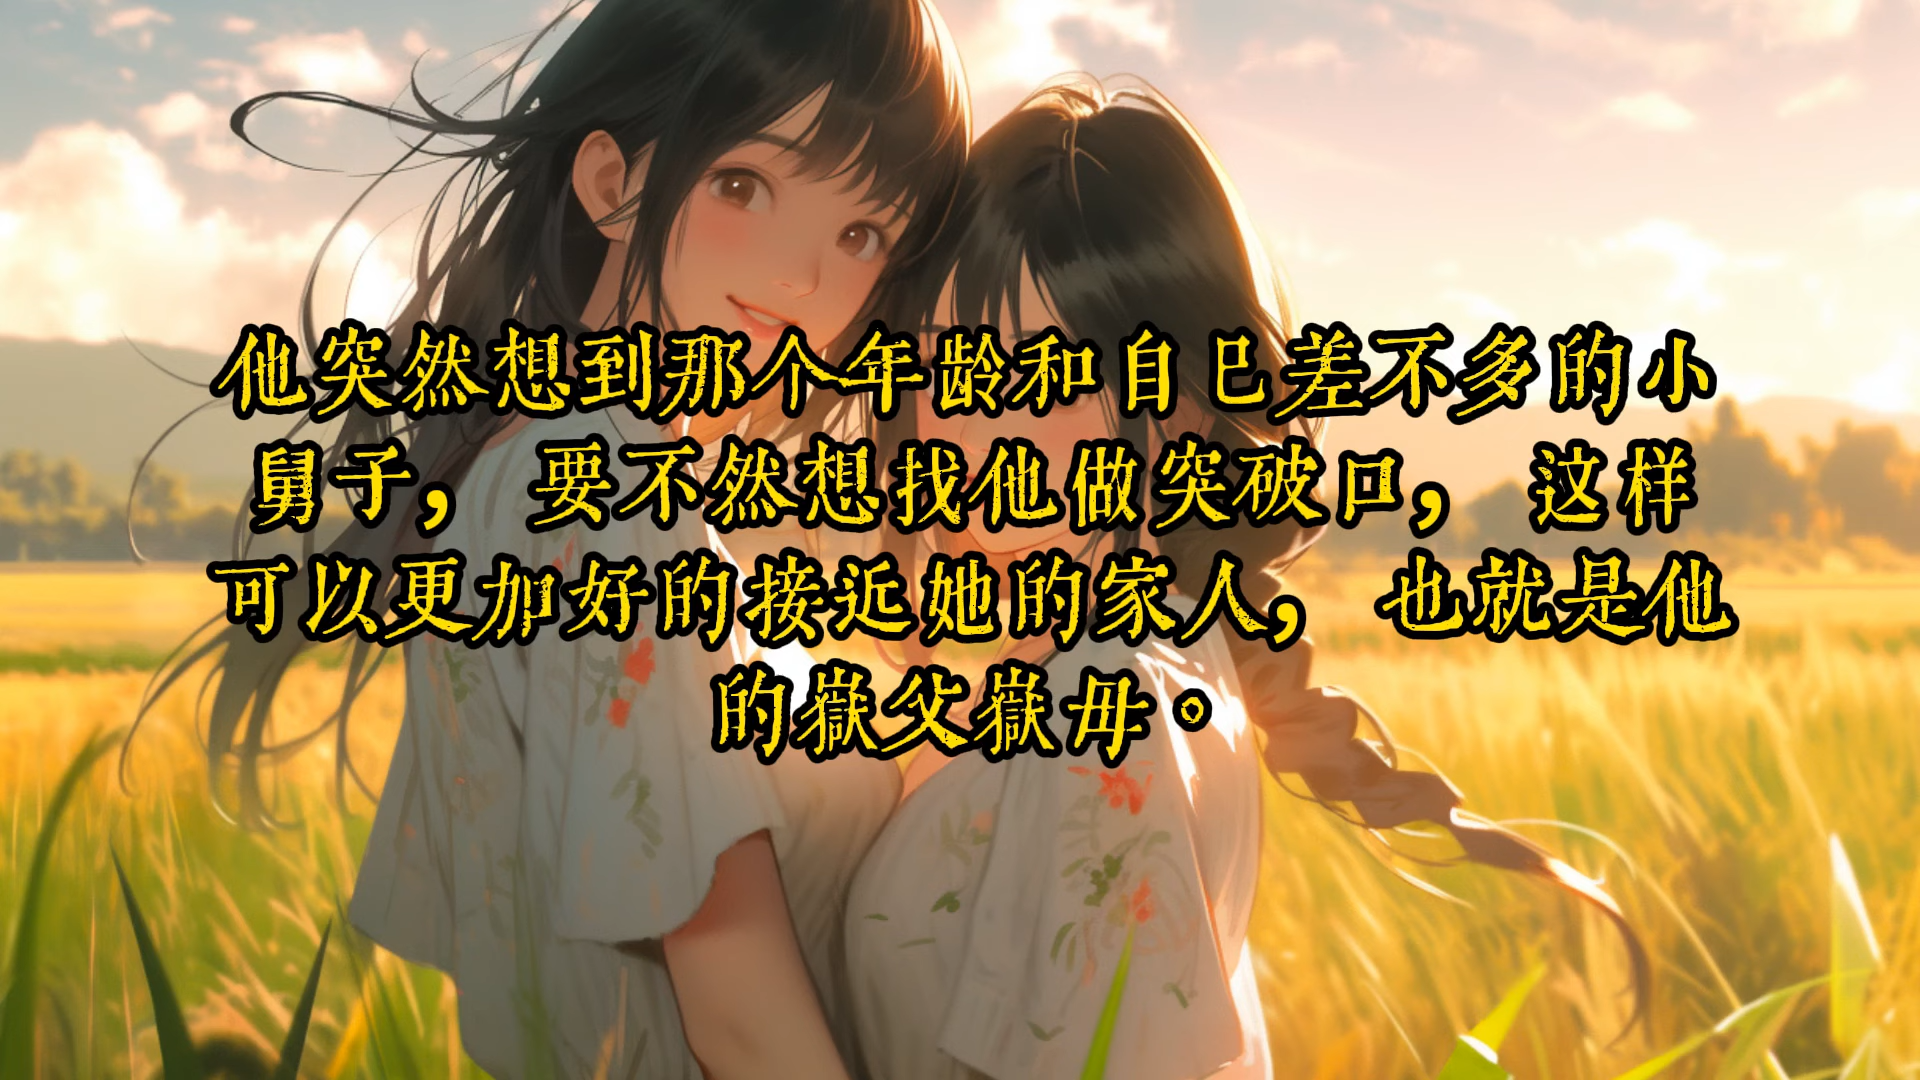 他突然想到那个年龄和自已差不多的小
舅子，要不然想找他做突破口，这样
可以更加好的接近她的家人，也就是他
的嶽父嶽母。